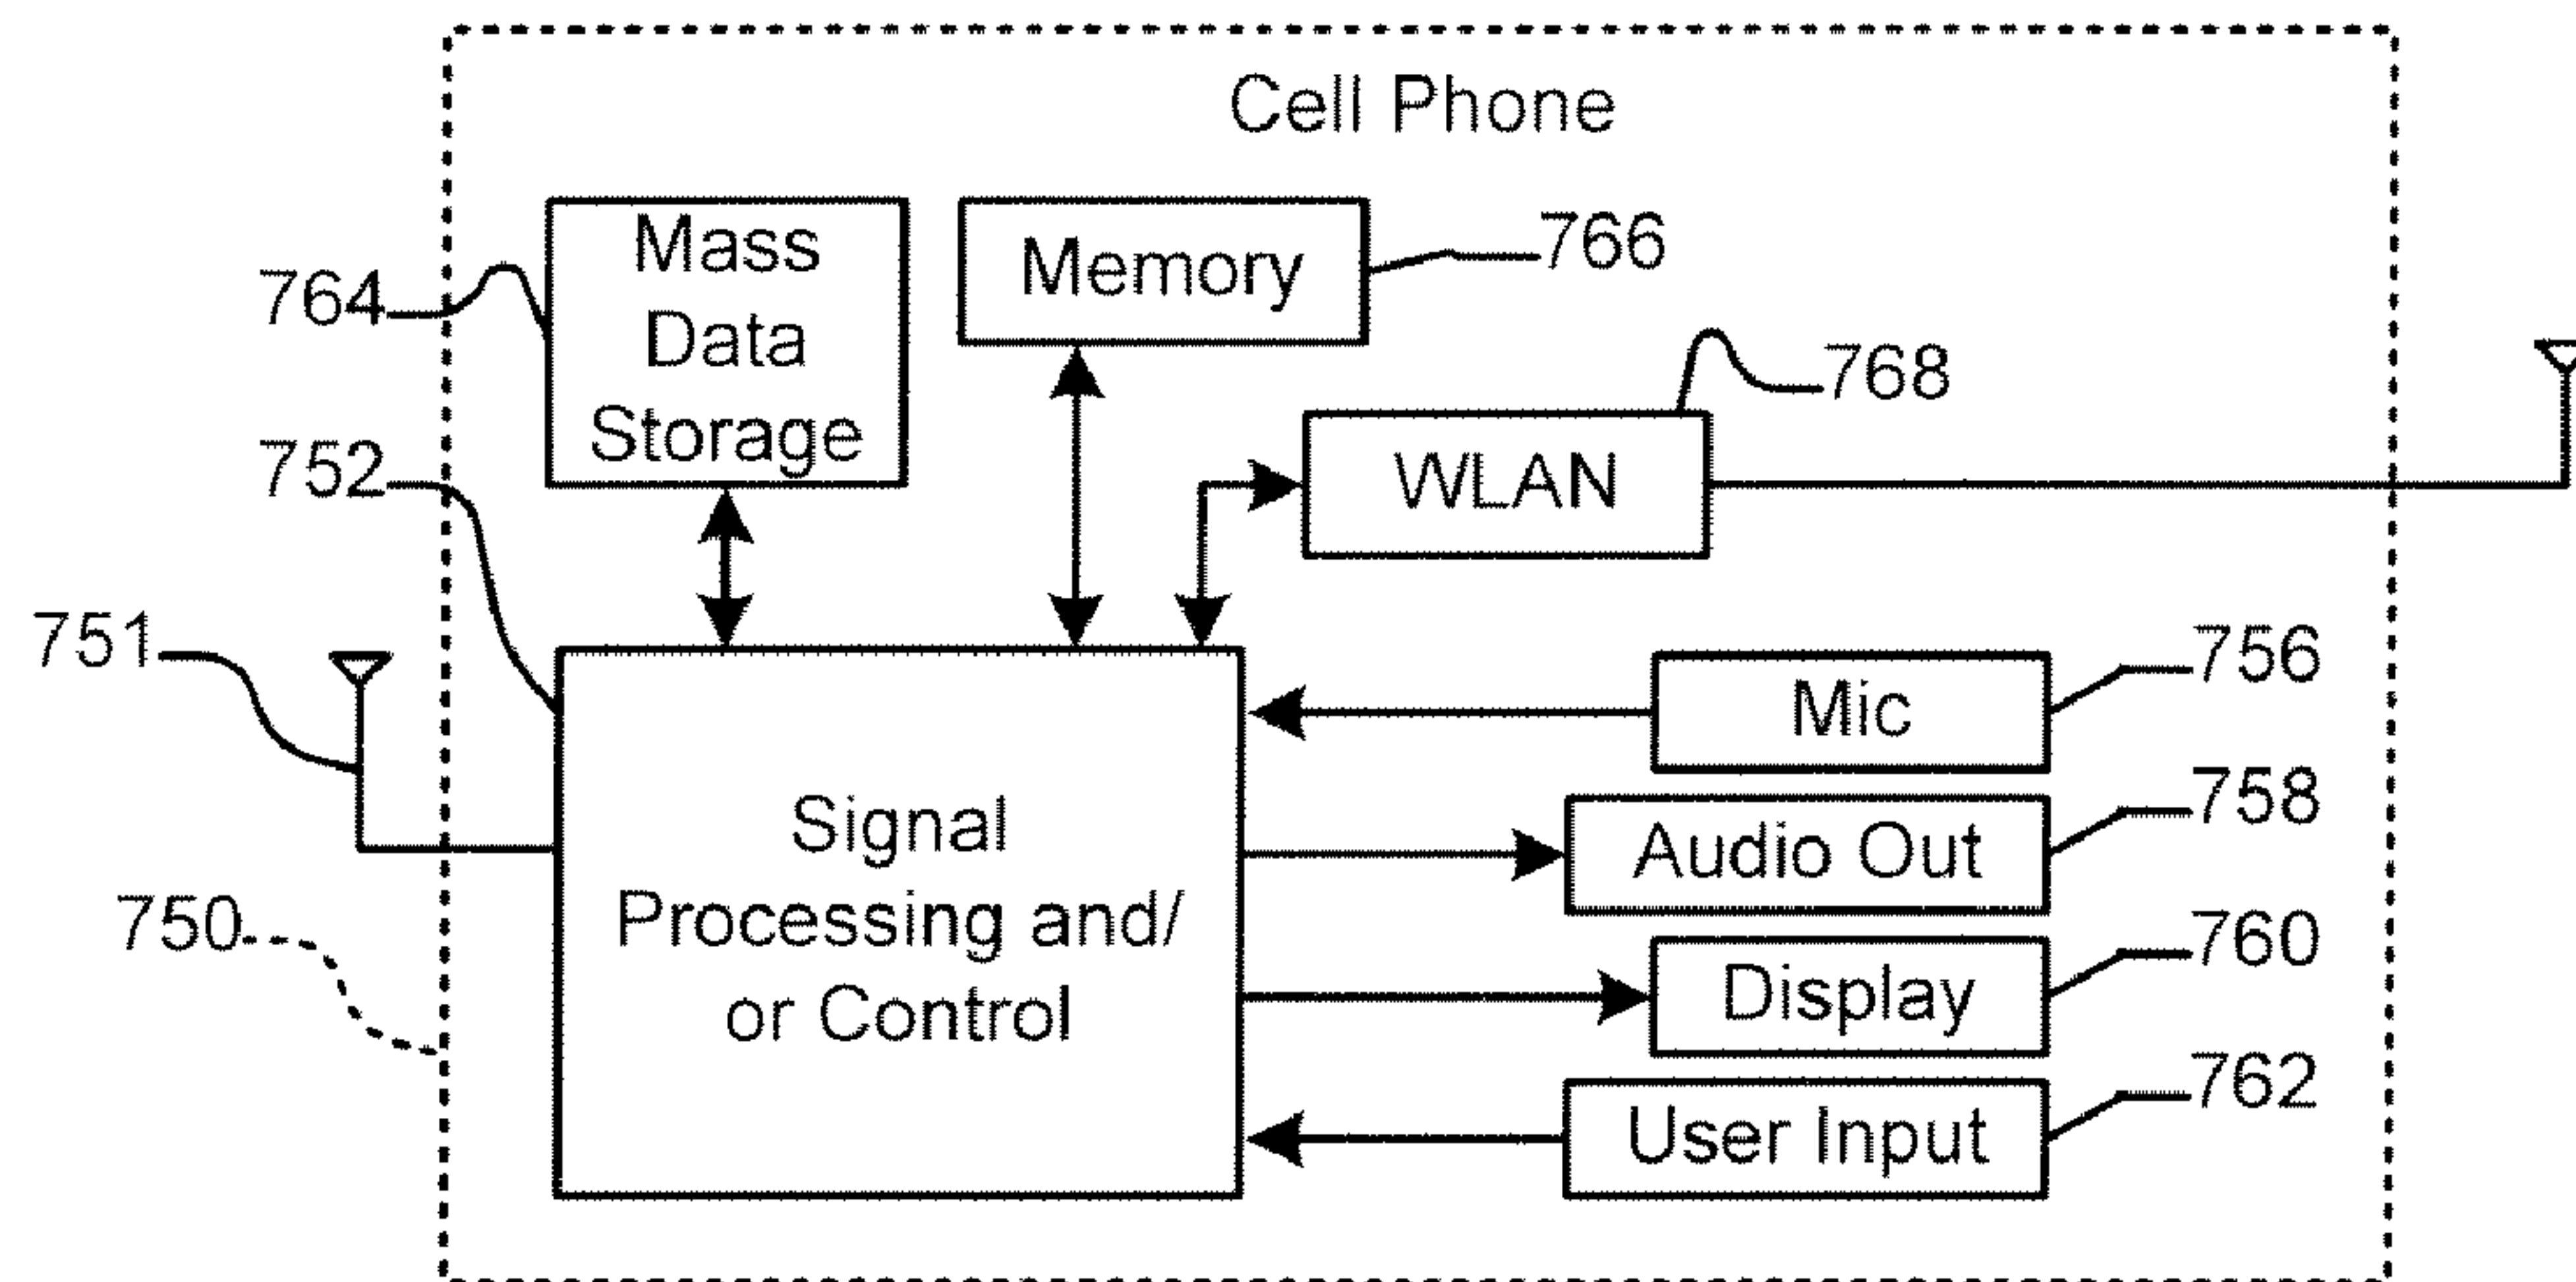 Cell Phone
Mass
Data
Storage
764
Memory
766
768
WLAN
752
751
750
Signal
Processing and/
or Control
Mic
756
Audio Out
758
Display
760
User Input
762